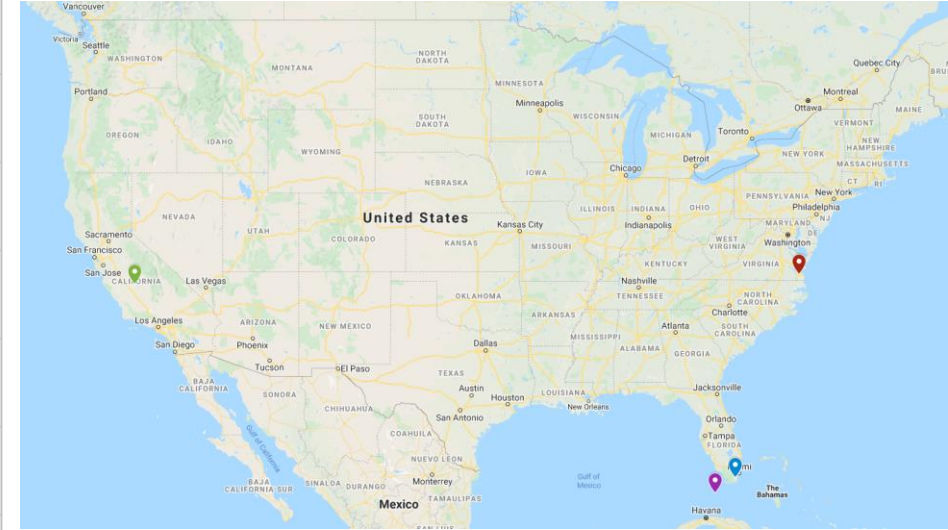 Vancouver
Victoria
Seattle
WASHINGTON
MONTANA
NORTH
DAKOTA
MINNESOTA
Quebec City
Portland
Minneapolis
Montreal
Ottawa
MAINE
OREGON
IDAHO
SOUTH
DAKOTA
WISCONSIN
MICHIGAN
Toronto
VERMONT
NEW
HAMPSHIRE
WYOMING
Detroit
NEW YORK
MASSACHUSETTS
Chicago
IOWA
CT
RI
NEBRASKA
PENNSYLVANIA
New York
NEVADA
United States
ILLINOIS
INDIANA
OHIO
Philadelphia
UTAH
Kansas City
Indianapolis
MARYLAND
NJ
Sacramento
COLORADO
KANSAS
MISSOURI
WEST
VIRGINIA
DE
Washington
San Francisco
San Jose
CALIFORNIA
Las Vegas
KENTUCKY
VIRGINIA
Nashville
OKLAHOMA
TENNESSEE
NORTH
CAROLINA
Los Angeles
ARIZONA
NEW MEXICO
ARKANSAS
Charlotte
Atlanta
SOUTH
CAROLINA
San Diego
Phoenix
Dallas
MISSISSIPPI
ALABAMA
GEORGIA
Tucson
El Paso
TEXAS
BAJA
CALIFORNIA
SONORA
Austin
Houston
LOUISIANA
Jacksonville
CHIHUAHUA
San Antonio
New Orleans
Orlando
COAHUILA
Tampa
FLORIDA
Gulf of California
NUEVO LEON
BAJA
CALIFORNIA SUR
SINALOA
DURANGO
Monterrey
Gulf of
Mexico
The
Bahamas
Mexico
TAMAULIPAS
Havana